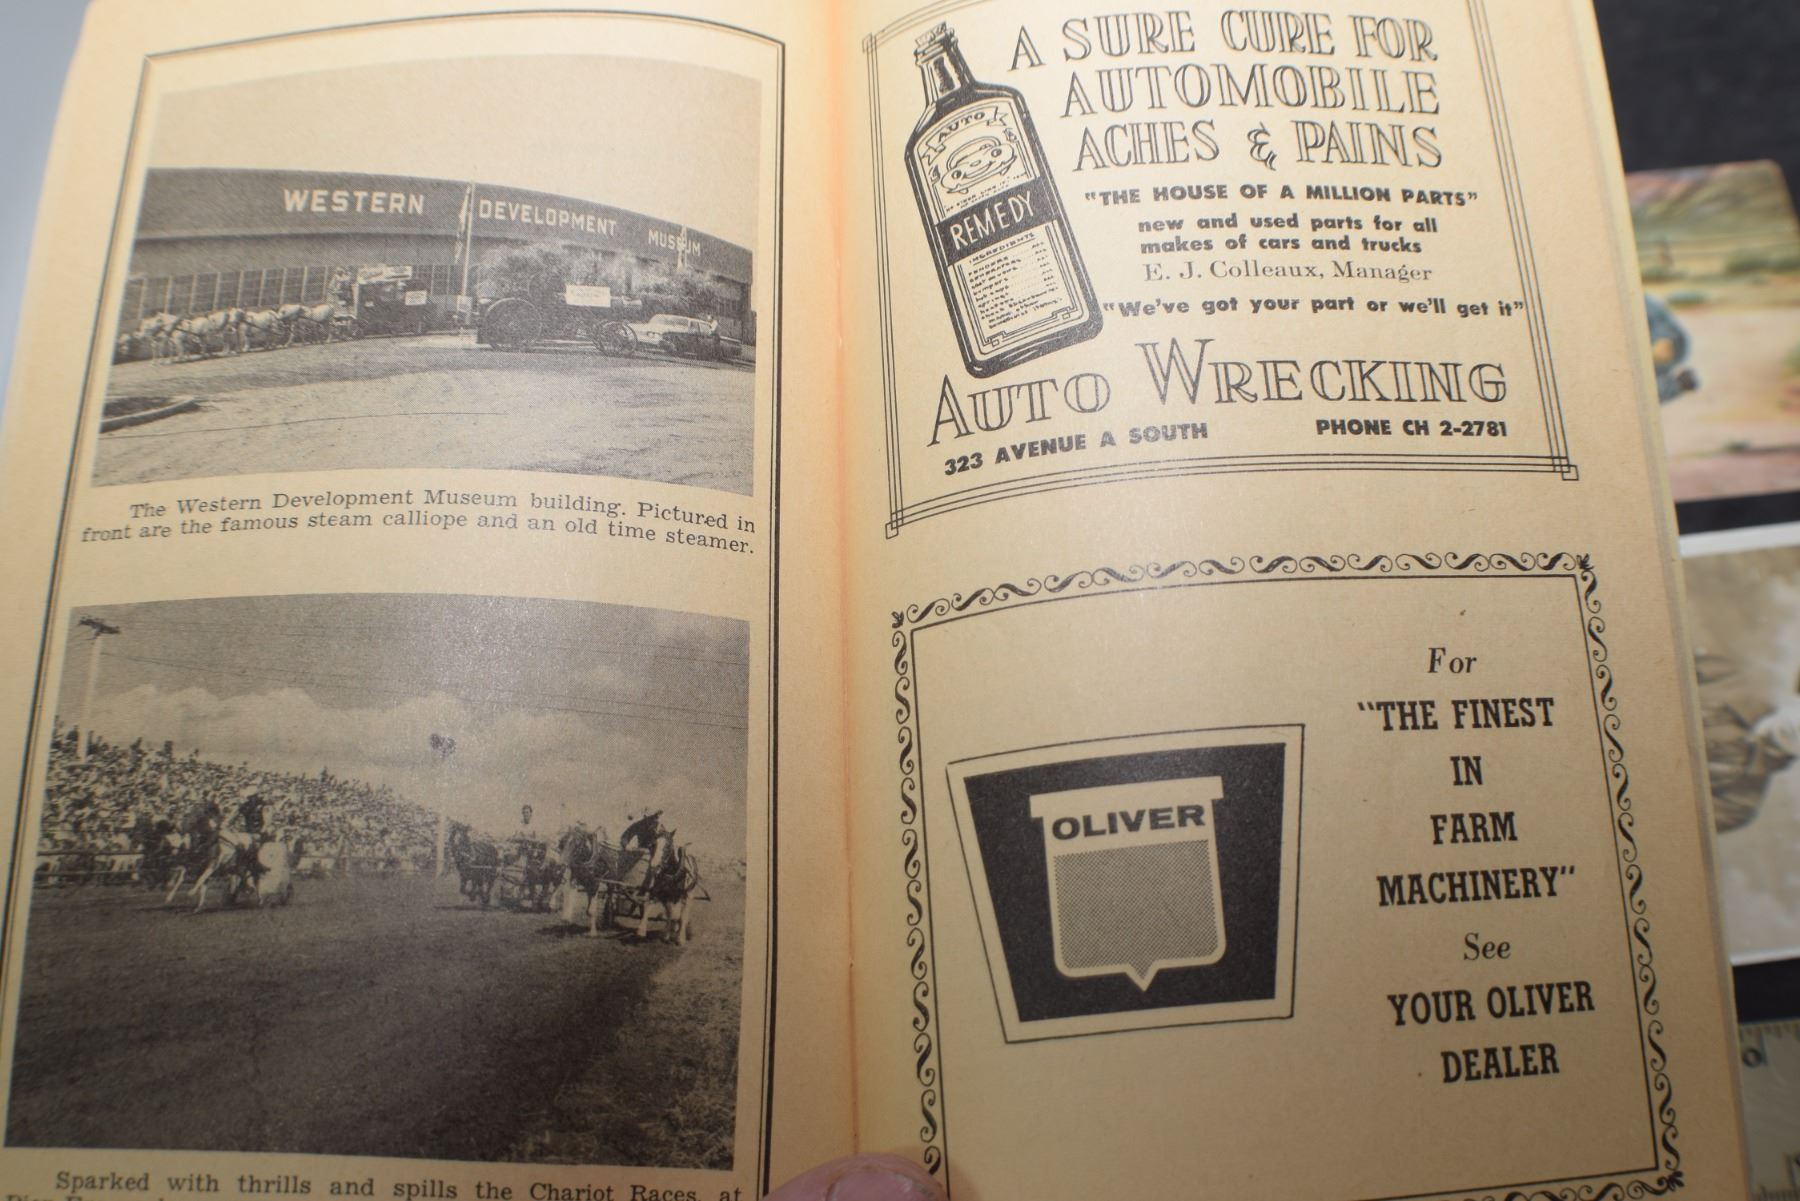 WESTERN DEVELOPMENT MUSEUM
The Western Development Museum building. Pictured in
front are the famous steam calliope and an old time steamer.
Sparked with thrills and spills the Chariot Races, at
A SURE CURE FOR
AUTOMOBILE
ACHES & PAINS
AUTO
REMEDY
INGREDIENTS
"THE HOUSE OF A MILLION PARTS"
new and used parts for all
makes of cars and trucks
E. J. Colleaux, Manager
"We've got your part or we'll get it"
AUTO WRECKING
323 AVENUE A SOUTH PHONE CH 2-2781
OLIVER
For
"THE FINEST
IN
FARM
MACHINERY"
See
YOUR OLIVER
DEALER